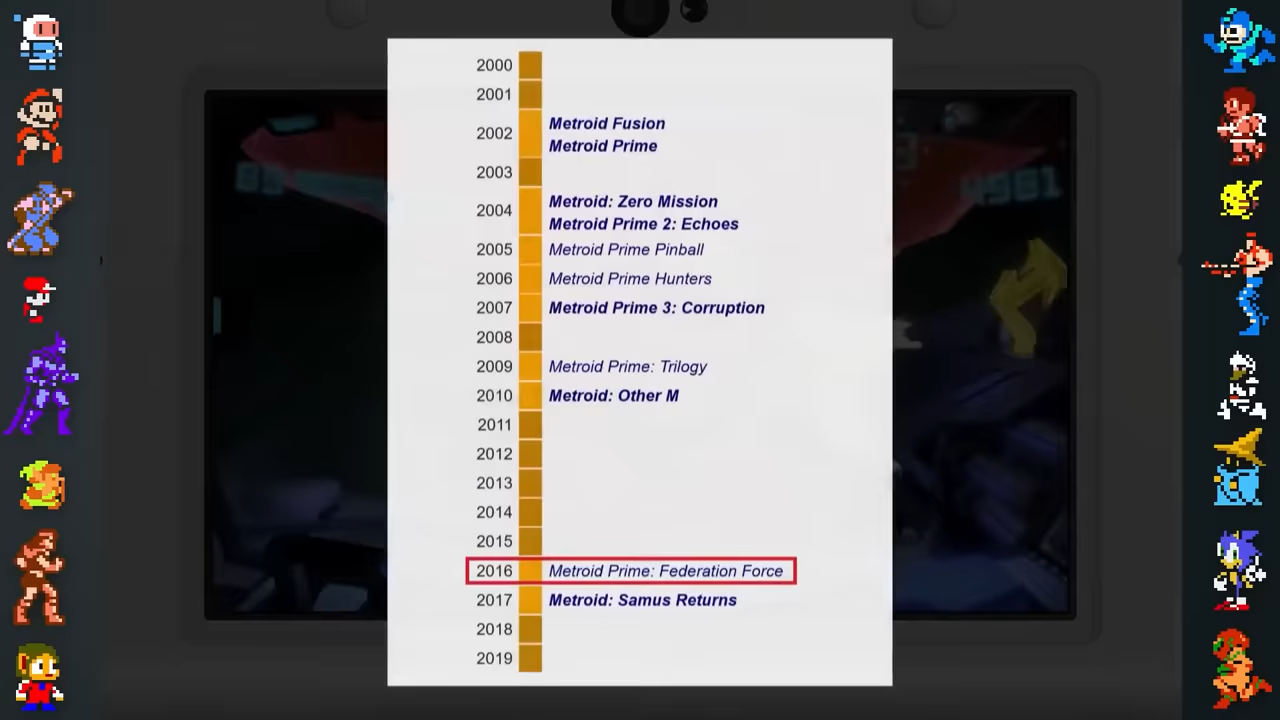 2000
2001
2002 Metroid Fusion
Metroid Prime
2003
2004 Metroid: Zero Mission
Metroid Prime 2: Echoes
2005 Metroid Prime Pinball
2006 Metroid Prime Hunters
2007 Metroid Prime 3: Corruption
2008
2009 Metroid Prime: Trilogy
2010 Metroid: Other M
2011
2012
2013
2014
2015
2016 Metroid Prime: Federation Force
2017 Metroid: Samus Returns
2018
2019